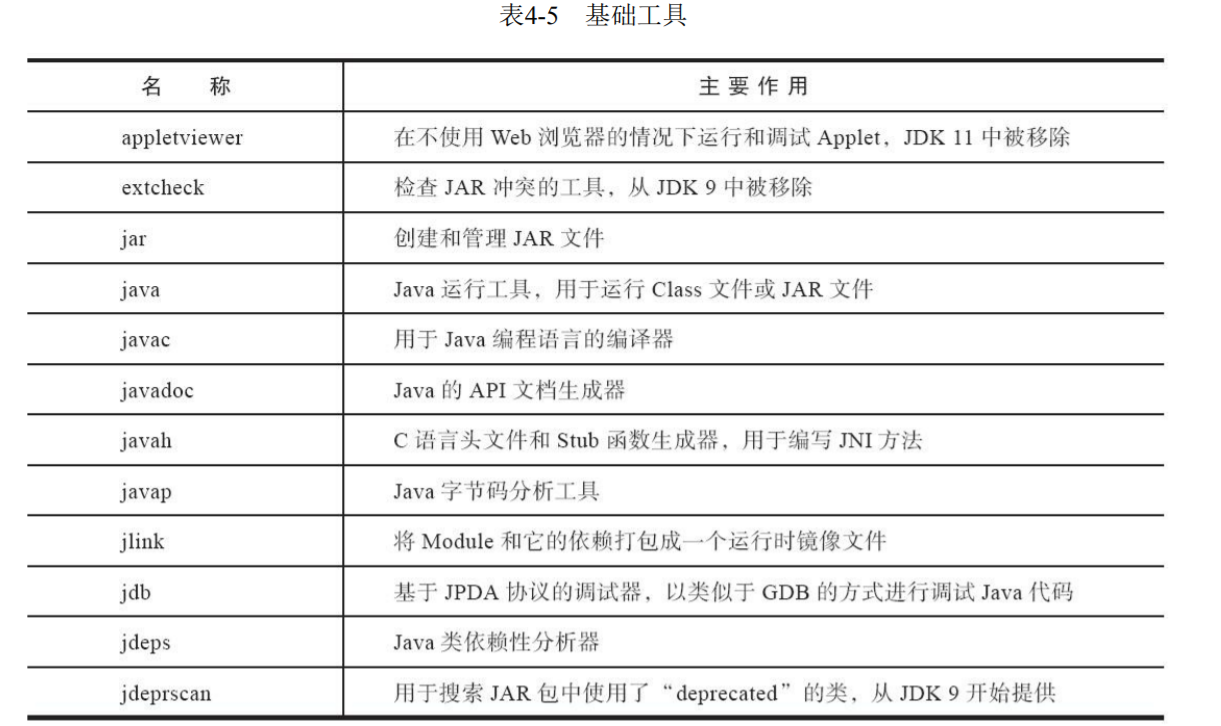 表4-5 基础工具
名 称 主 要 作 用
appletviewer 在不使用 Web 浏览器的情况下运行和调试 Applet，JDK 11 中被移除
extcheck 检查 JAR 冲突的工具，从 JDK 9 中被移除
jar 创建和管理 JAR 文件
java Java 运行工具，用于运行 Class 文件或 JAR 文件
javac 用于 Java 编程语言的编译器
javadoc Java 的 API 文档生成器
javah C 语言头文件和 Stub 函数生成器，用于编写 JNI 方法
javap Java 字节码分析工具
jlink 将 Module 和它的依赖打包成一个运行时镜像文件
jdb 基于 JPDA 协议的调试器，以类似于 GDB 的方式进行调试 Java 代码
jdeps Java 类依赖性分析器
jdeprscan 用于搜索 JAR 包中使用了“deprecated”的类，从 JDK 9 开始提供